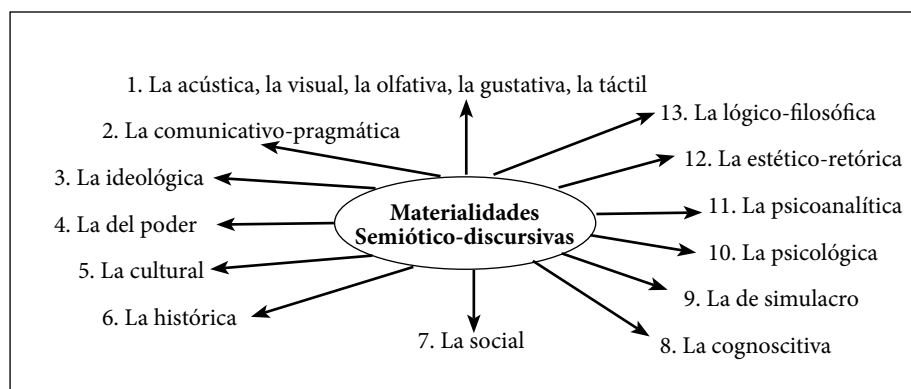 1. La acústica, la visual, la olfativa, la gustativa, la táctil
2. La comunicativo-pragmática
3. La ideológica
4. La del poder
5. La cultural
6. La histórica
7. La social
8. La cognoscitiva
9. La de simulacro
10. La psicológica
11. La psicoanalítica
12. La estético-retórica
13. La lógico-filosófica
Materialidades
Semiótico-discursivas